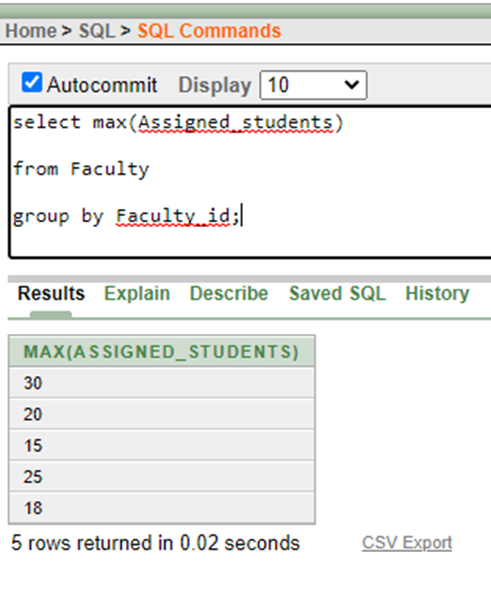 Home > SQL > SQL Commands
Autocommit Display 10
select max(Assigned_students)
from Faculty
group by Faculty_id;
Results Explain Describe Saved SQL History
MAX(ASSIGNED_STUDENTS)
30
20
15
25
18
5 rows returned in 0.02 seconds CSV Export